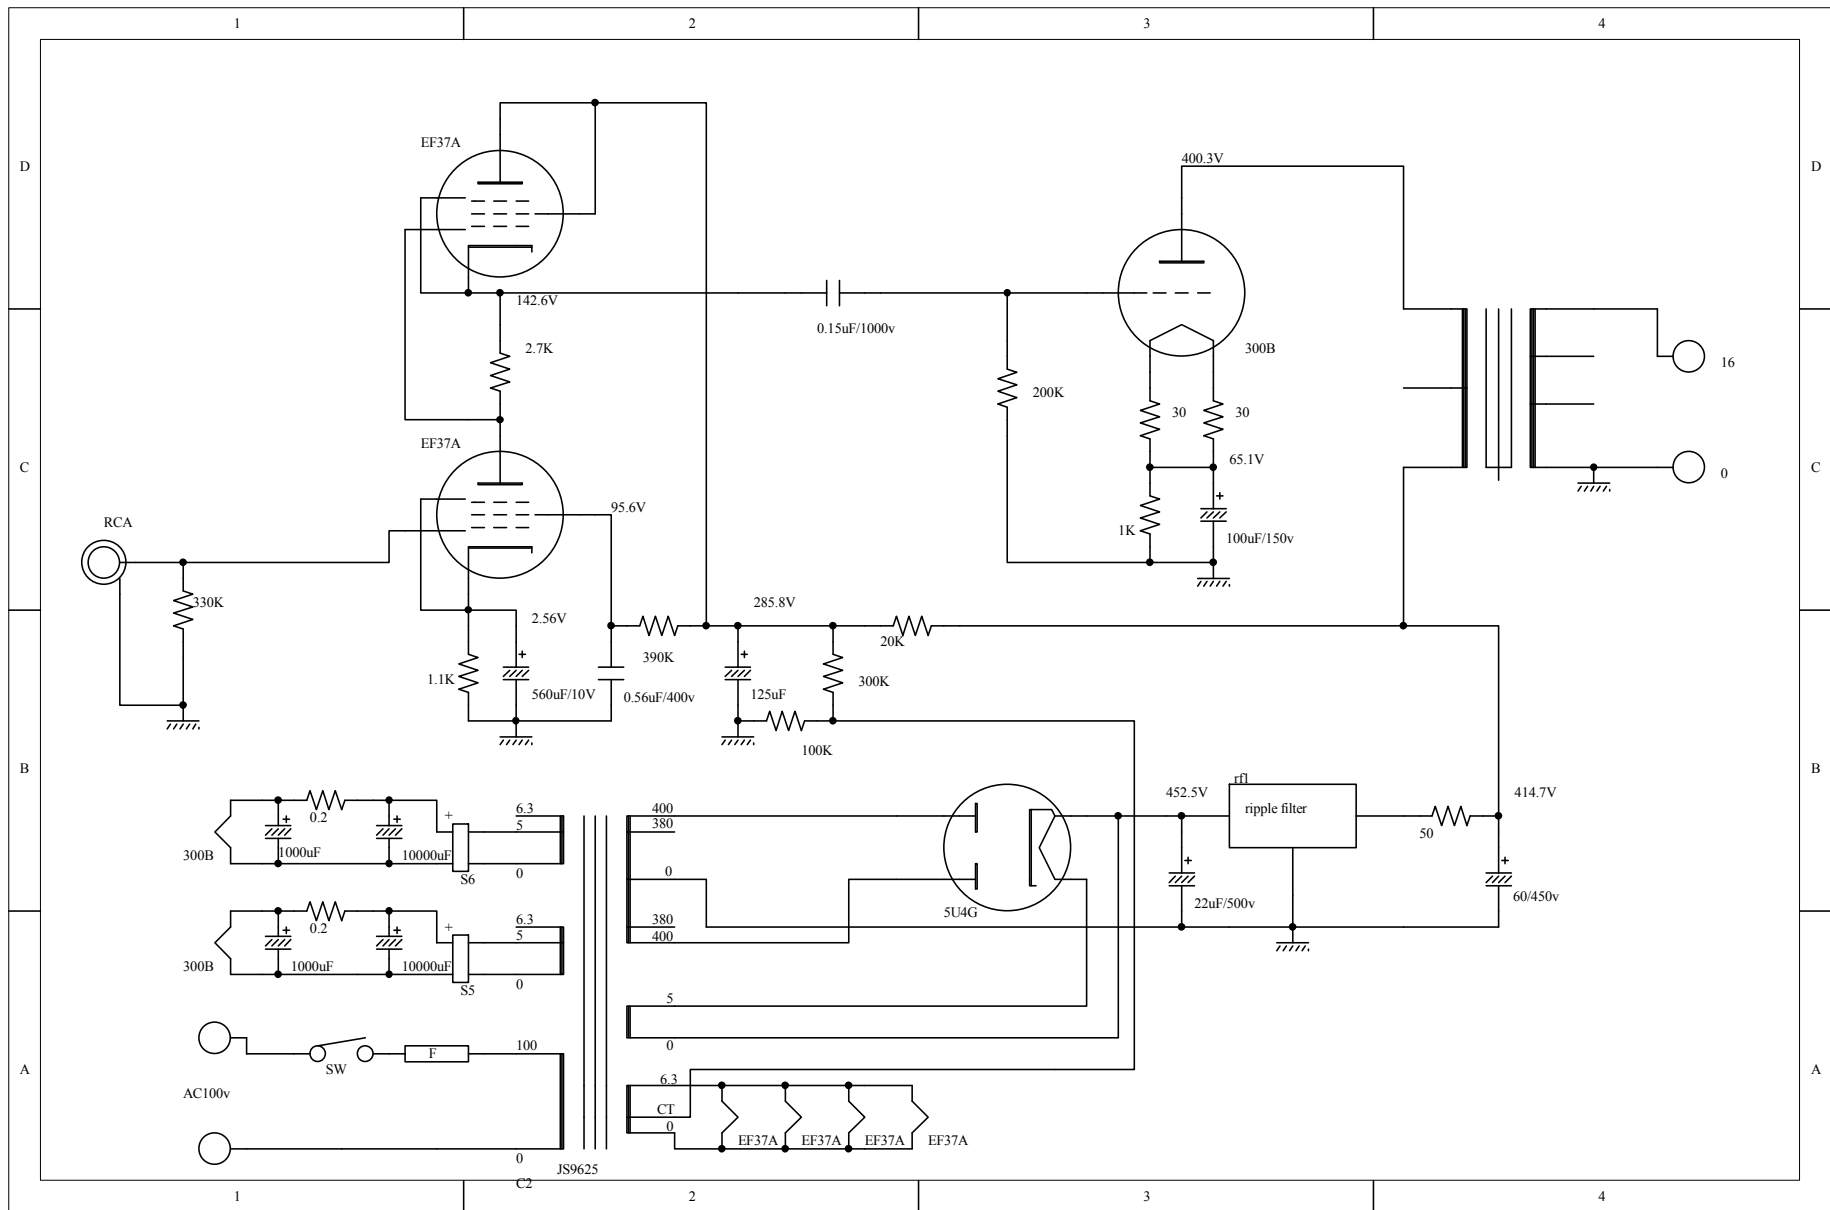 1 2 3 4
D D
EF37A
400.3V
142.6V
0.15uF/1000v
300B
2.7K
16
200K
30 30
EF37A
65.1V
C C
0
95.6V
RCA
1K
100uF/150v
330K
2.56V
285.8V
20K
390K
1.1K
300K
560uF/10V
0.56uF/400v
125uF
100K
B B
rf1
452.5V
ripple filter
414.7V
6.3
400
+
0.2
5
380
50
300B
1000uF
10000uF
S6
0
0
22uF/500v
60/450v
5U4G
6.3
380
+
0.2
5
400
300B
1000uF
10000uF
S5
0
5
100
0
F
SW
A A
6.3
AC100v
CT
0
EF37A EF37A EF37A EF37A
0
JS9625
C2
1 2 3 4